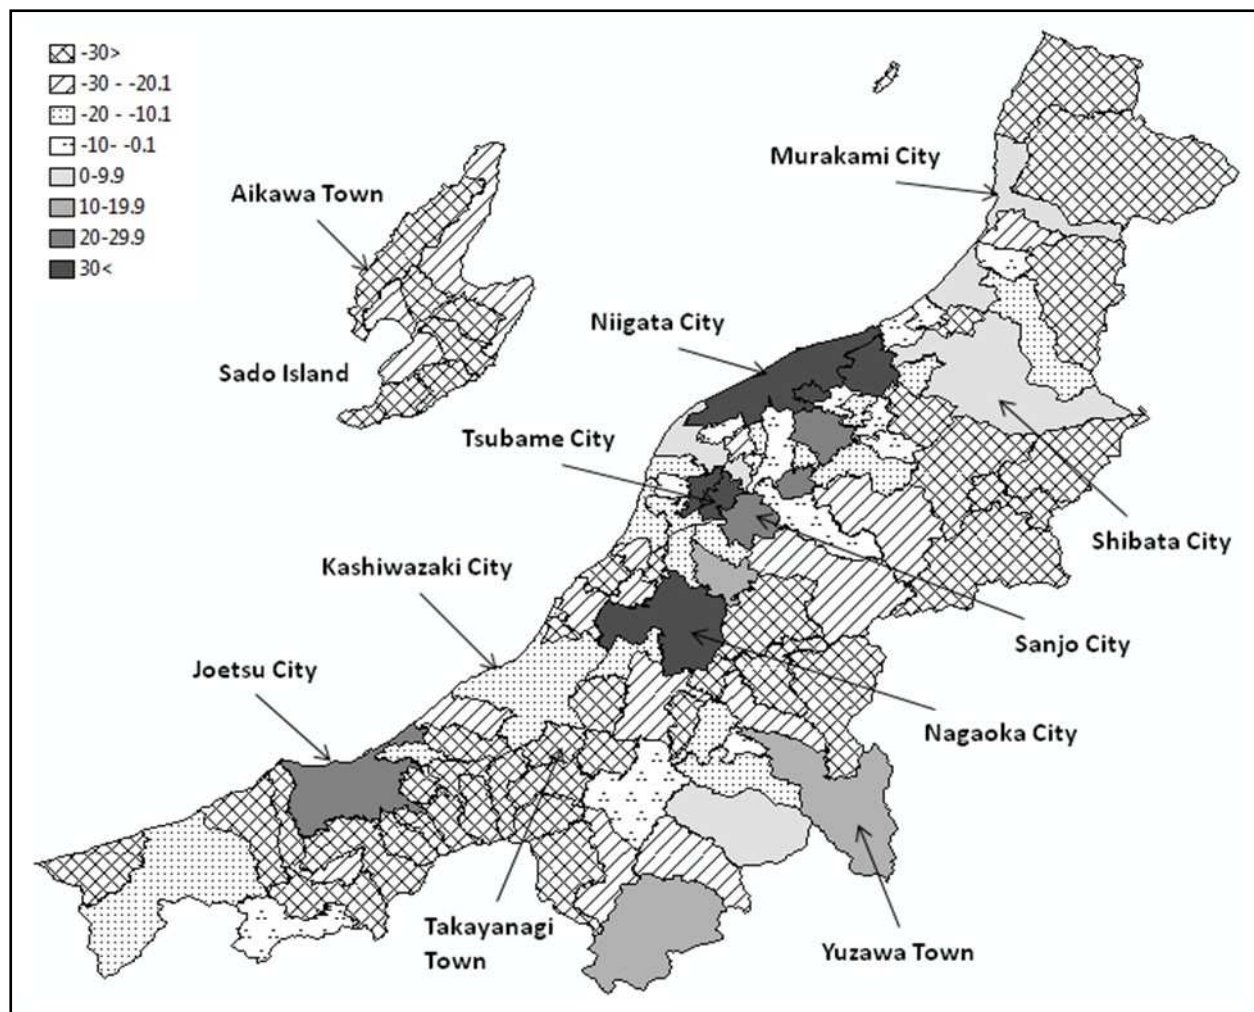 -30>
-30 - -20.1
-20 - -10.1
-10- -0.1
0-9.9
10-19.9
20-29.9
30<
Murakami City
Aikawa Town
Niigata City
Sado Island
Tsubame City
Shibata City
Kashiwazaki City
Sanjo City
Joetsu City
Nagaoka City
Takayanagi
Town
Yuzawa Town